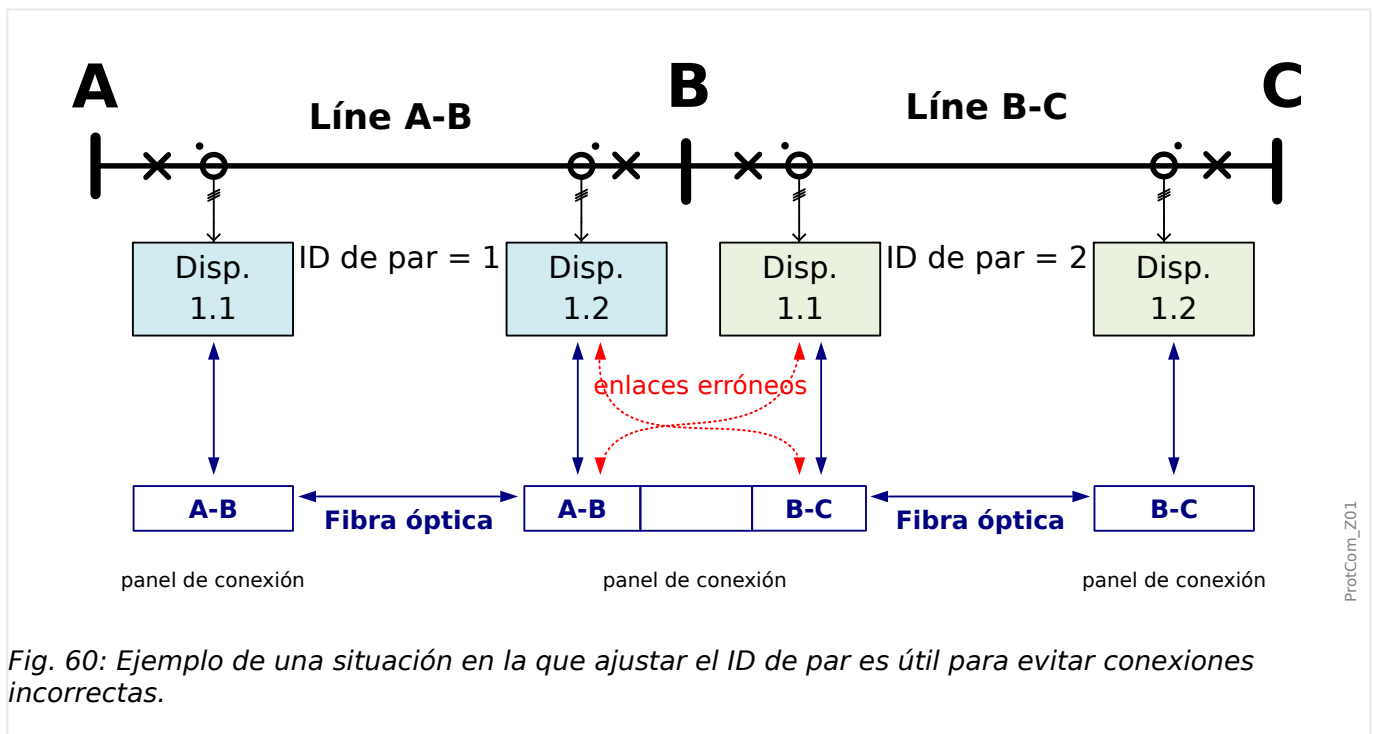 A
B
C
Líne A-B
Líne B-C
Disp.
1.1
ID de par = 1
Disp.
1.2
Disp.
1.1
ID de par = 2
Disp.
1.2
enlaces erróneos
A-B
Fibra óptica
A-B
B-C
Fibra óptica
B-C
panel de conexión
panel de conexión
panel de conexión
ProtCom_Z01
Fig. 60: Ejemplo de una situación en la que ajustar el ID de par es útil para evitar conexiones
incorrectas.